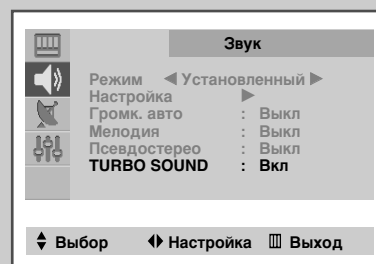 Звук
Режим ◀ Установленный ▶
Настройка ▶
Громк. авто : Выкл
Мелодия : Выкл
Псевдостерео : Выкл
TURBO SOUND : Вкл
Выбор Настройка Выход